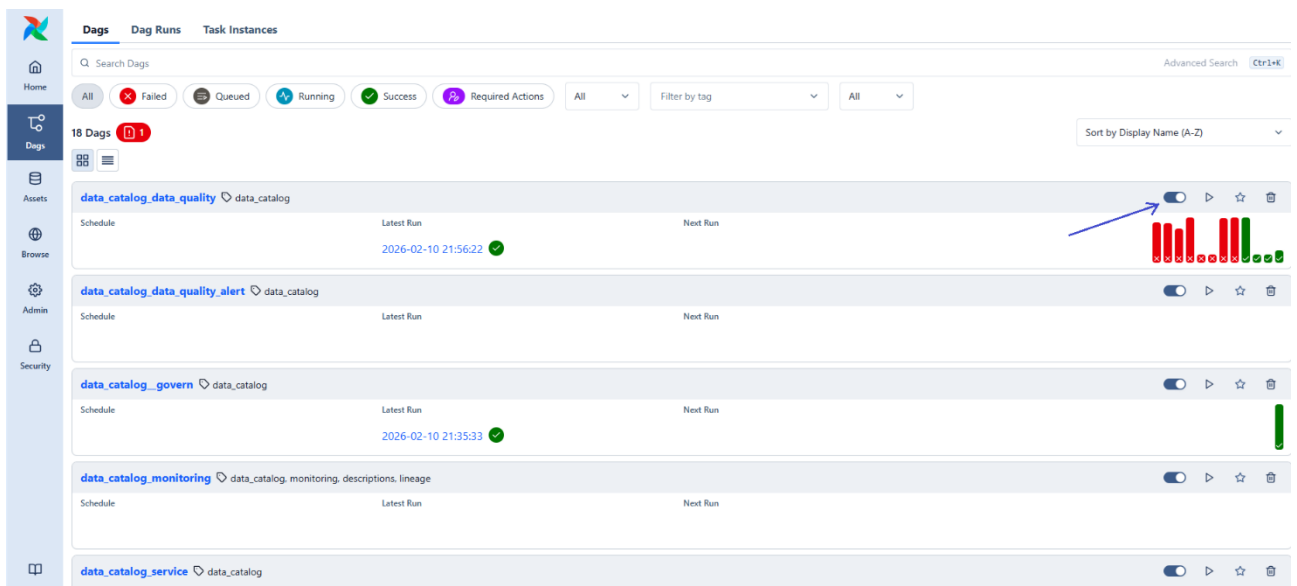 Dags Dag Runs Task Instances
Search Dags Advanced Search Ctrl+K
Home
All Failed Queued Running Success Required Actions All Filter by tag All
Dags
18 Dags 1 Sort by Display Name (A-Z)
Assets
data_catalog_data_quality data_catalog
Schedule Latest Run Next Run
2026-02-10 21:56:22
Browse
data_catalog_data_quality_alert data_catalog
Admin
Schedule Latest Run Next Run
Security
data_catalog__govern data_catalog
Schedule Latest Run Next Run
2026-02-10 21:35:33
data_catalog_monitoring data_catalog, monitoring, descriptions, lineage
Schedule Latest Run Next Run
data_catalog_service data_catalog